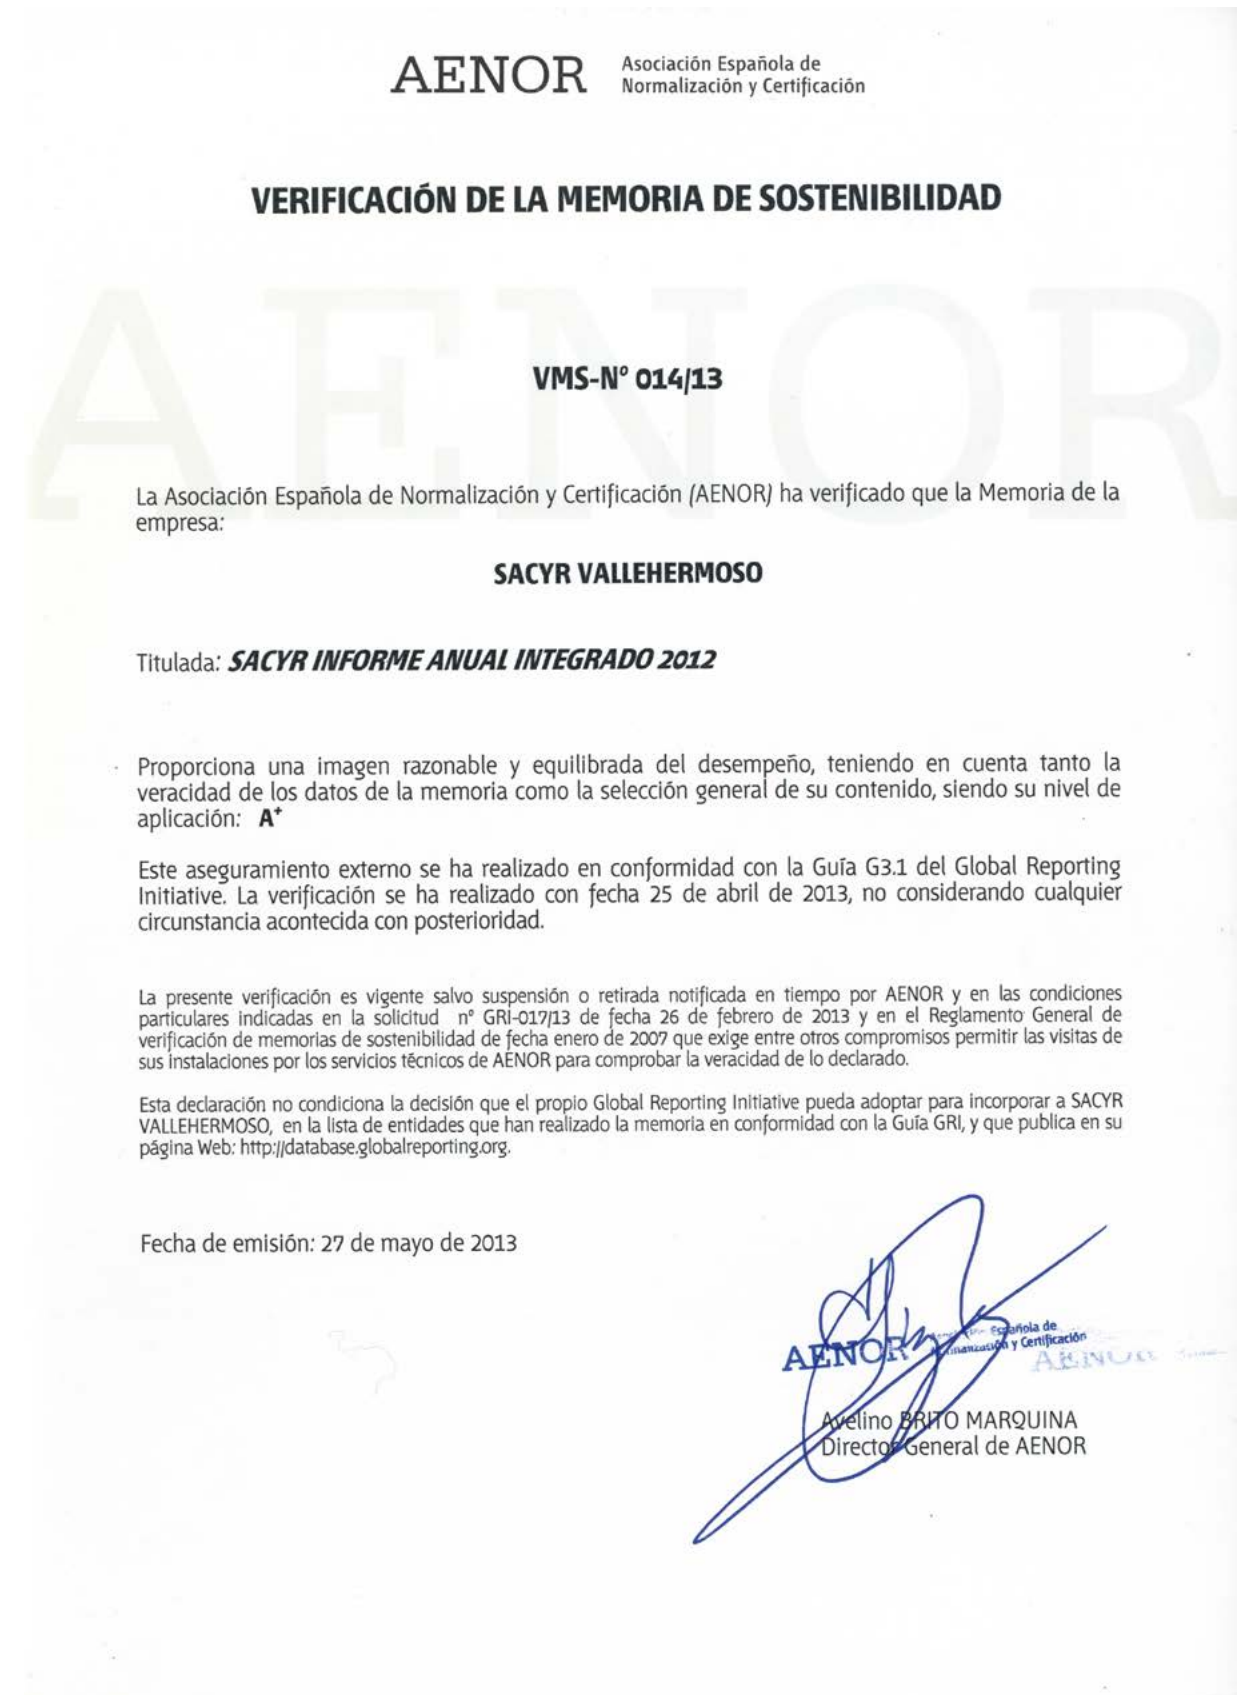 AENOR
Asociación Española de
Normalización y Certificación
VERIFICACIÓN DE LA MEMORIA DE SOSTENIBILIDAD
AENOR
VMS-Nº 014/13
La Asociación Española de Normalización y Certificación (AENOR) ha verificado que la Memoria de la
empresa:
SACYR VALLEHERMOSO
Titulada: SACYR INFORME ANUAL INTEGRADO 2012
Proporciona una imagen razonable y equilibrada del desempeño, teniendo en cuenta tanto la
veracidad de los datos de la memoria como la selección general de su contenido, siendo su nivel de
aplicación: A+
Este aseguramiento externo se ha realizado en conformidad con la Guía G3.1 del Global Reporting
Initiative. La verificación se ha realizado con fecha 25 de abril de 2013, no considerando cualquier
circunstancia acontecida con posterioridad.
La presente verificación es vigente salvo suspensión o retirada notificada en tiempo por AENOR y en las condiciones
particulares indicadas en la solicitud nº GRI-017/13 de fecha 26 de febrero de 2013 y en el Reglamento General de
verificación de memorias de sostenibilidad de fecha enero de 2007 que exige entre otros compromisos permitir las visitas de
sus instalaciones por los servicios técnicos de AENOR para comprobar la veracidad de lo declarado.
Esta declaración no condiciona la decisión que el propio Global Reporting Initiative pueda adoptar para incorporar a SACYR
VALLEHERMOSO, en la lista de entidades que han realizado la memoria en conformidad con la Guía GRI, y que publica en su
página Web: http://database.globalreporting.org.
Fecha de emisión: 27 de mayo de 2013
AENOR
Española de
y Certificación
AENOR
Avelino BRITO MARQUINA
Director General de AENOR